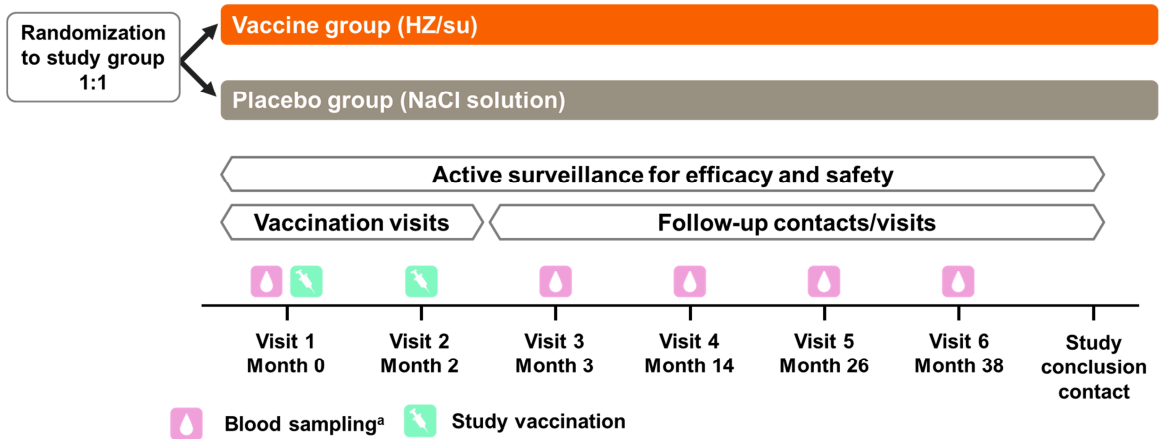 Randomization
to study group
1:1
Vaccine group (HZ/su)
Placebo group (NaCl solution)
Active surveillance for efficacy and safety
Vaccination visits
Follow-up contacts/visits
Visit 1
Month 0
Visit 2
Month 2
Visit 3
Month 3
Visit 4
Month 14
Visit 5
Month 26
Visit 6
Month 38
Study
conclusion
contact
Blood samplingᵃ
Study vaccination